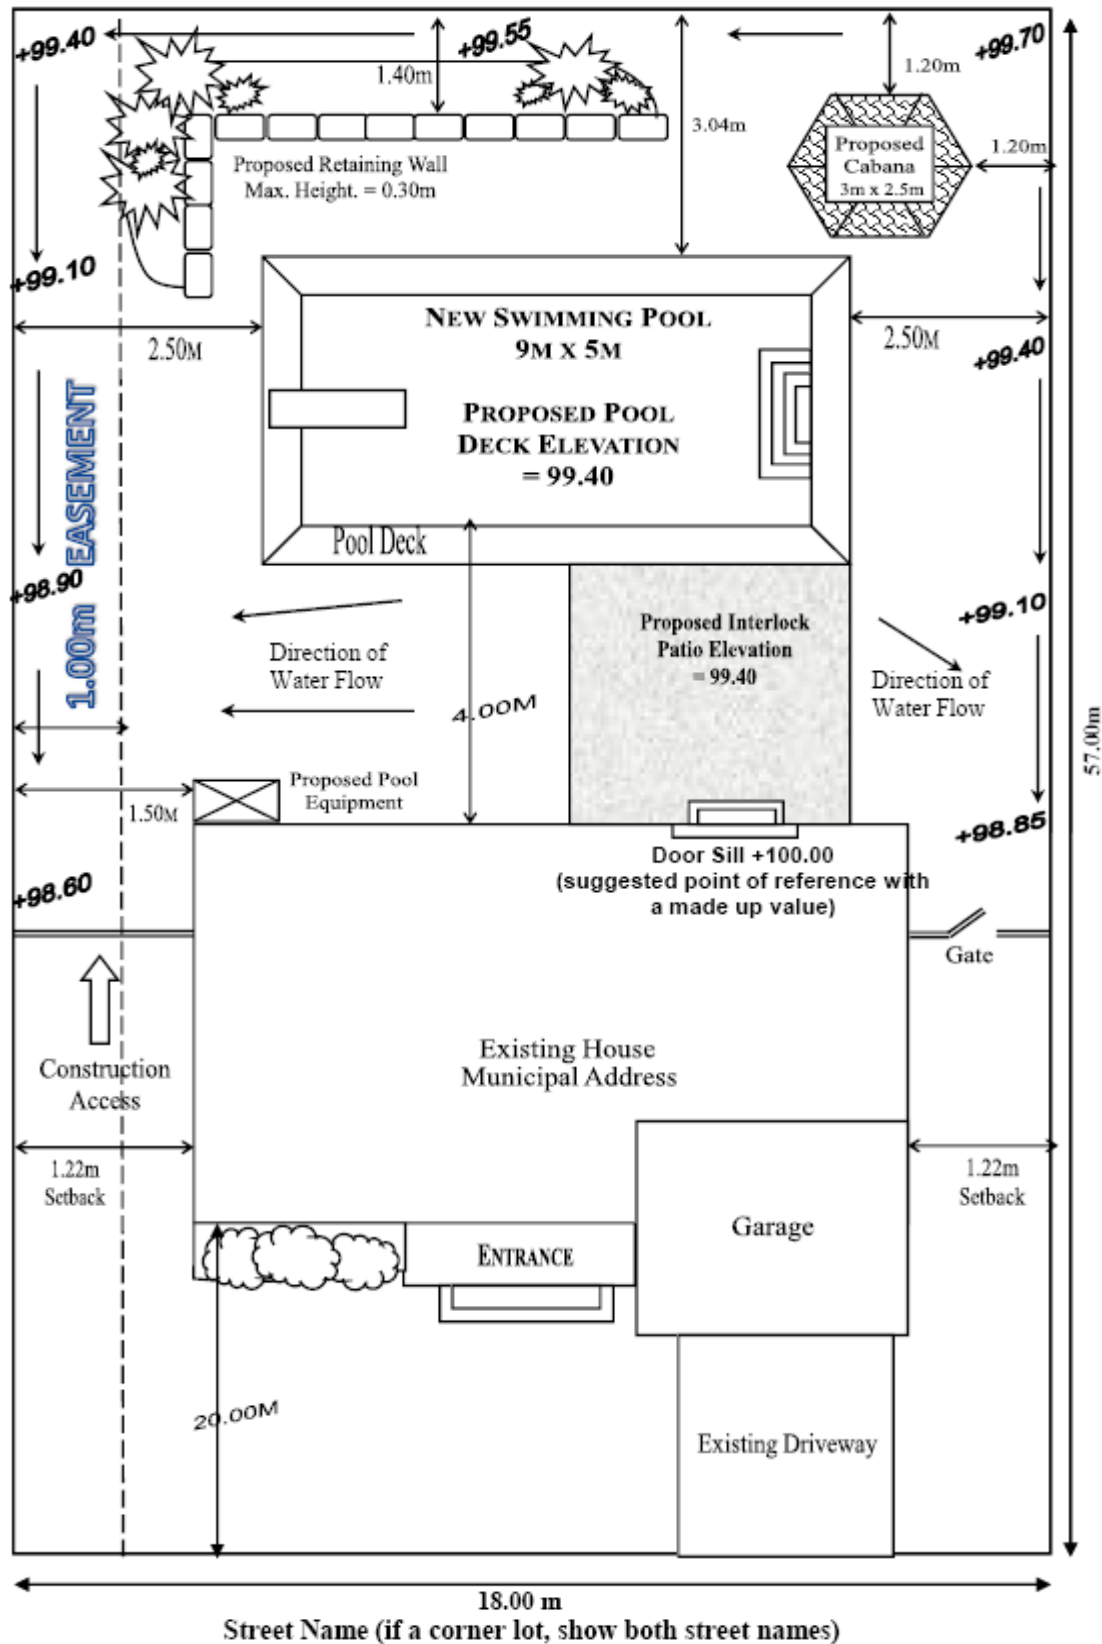 +99.40
+99.55
+99.70
1.40m
1.20m
3.04m
Proposed
Cabana
3m x 2.5m
1.20m
Proposed Retaining Wall
Max. Height. = 0.30m
+99.10
2.50M
NEW SWIMMING POOL
9M X 5M
PROPOSED POOL
DECK ELEVATION
= 99.40
2.50M
+99.40
1.00m EASEMENT
Pool Deck
+98.90
Direction of
Water Flow
Proposed Interlock
Patio Elevation
= 99.40
+99.10
Direction of
Water Flow
4.00M
57.00m
Proposed Pool
Equipment
1.50M
+98.85
Door Sill +100.00
(suggested point of reference with
a made up value)
+98.60
Gate
Construction
Access
Existing House
Municipal Address
1.22m
Setback
1.22m
Setback
Garage
ENTRANCE
20.00M
Existing Driveway
18.00 m
Street Name (if a corner lot, show both street names)